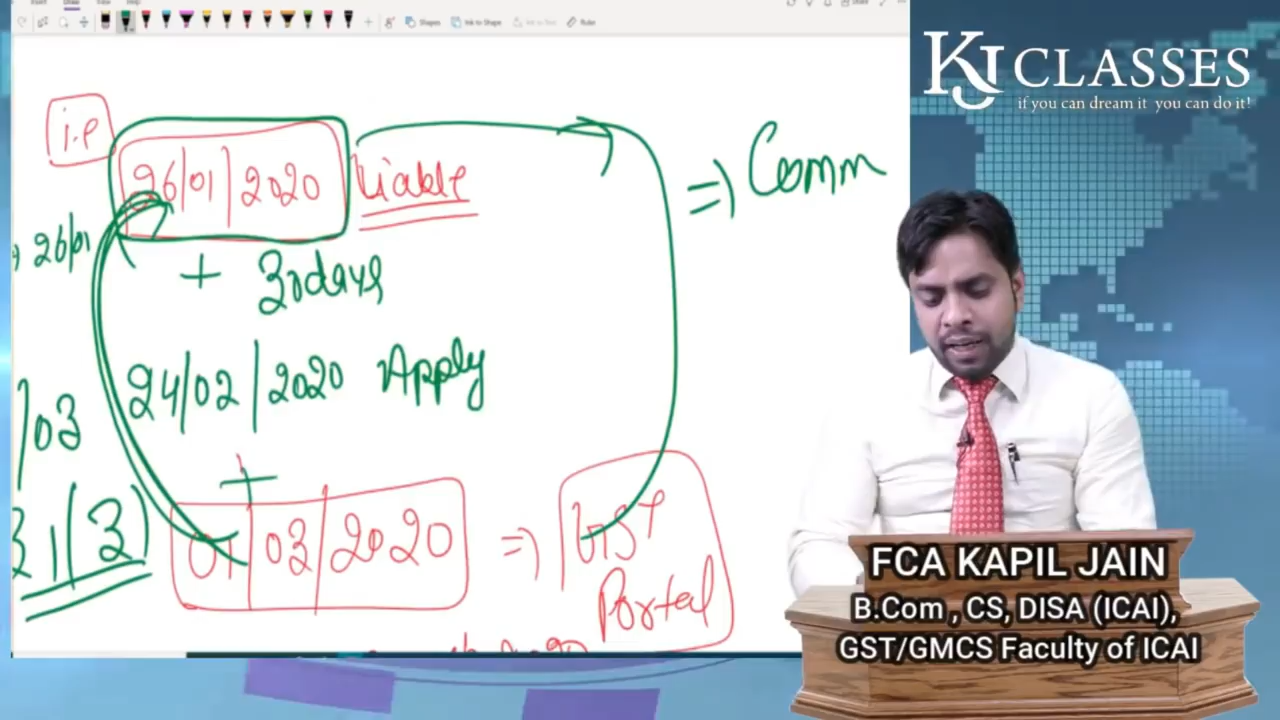 KJ CLASSES
if you can dream it you can do it!
i.e
26/01/2020 Liable
⇒ Comm
26/01
+ 30 days
24/02/2020 Apply
/03
+
31/3)
01/03/2020 ⇒ GST
Portal
FCA KAPIL JAIN
B.Com , CS, DISA (ICAI),
GST/GMCS Faculty of ICAI